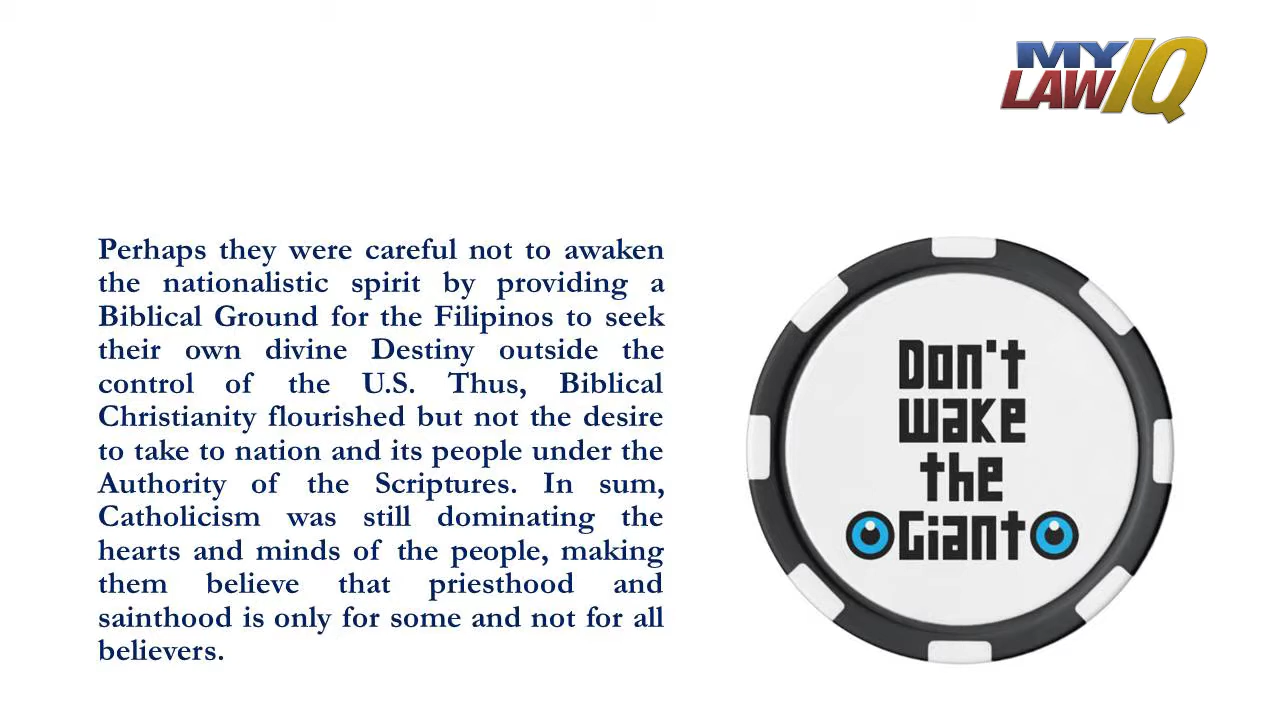 MY
LAW IQ
Perhaps they were careful not to awaken
the nationalistic spirit by providing a
Biblical Ground for the Filipinos to seek
their own divine Destiny outside the
control of the U.S. Thus, Biblical
Christianity flourished but not the desire
to take to nation and its people under the
Authority of the Scriptures. In sum,
Catholicism was still dominating the
hearts and minds of the people, making
them believe that priesthood and
sainthood is only for some and not for all
believers.
Don't
wake
the
Giant